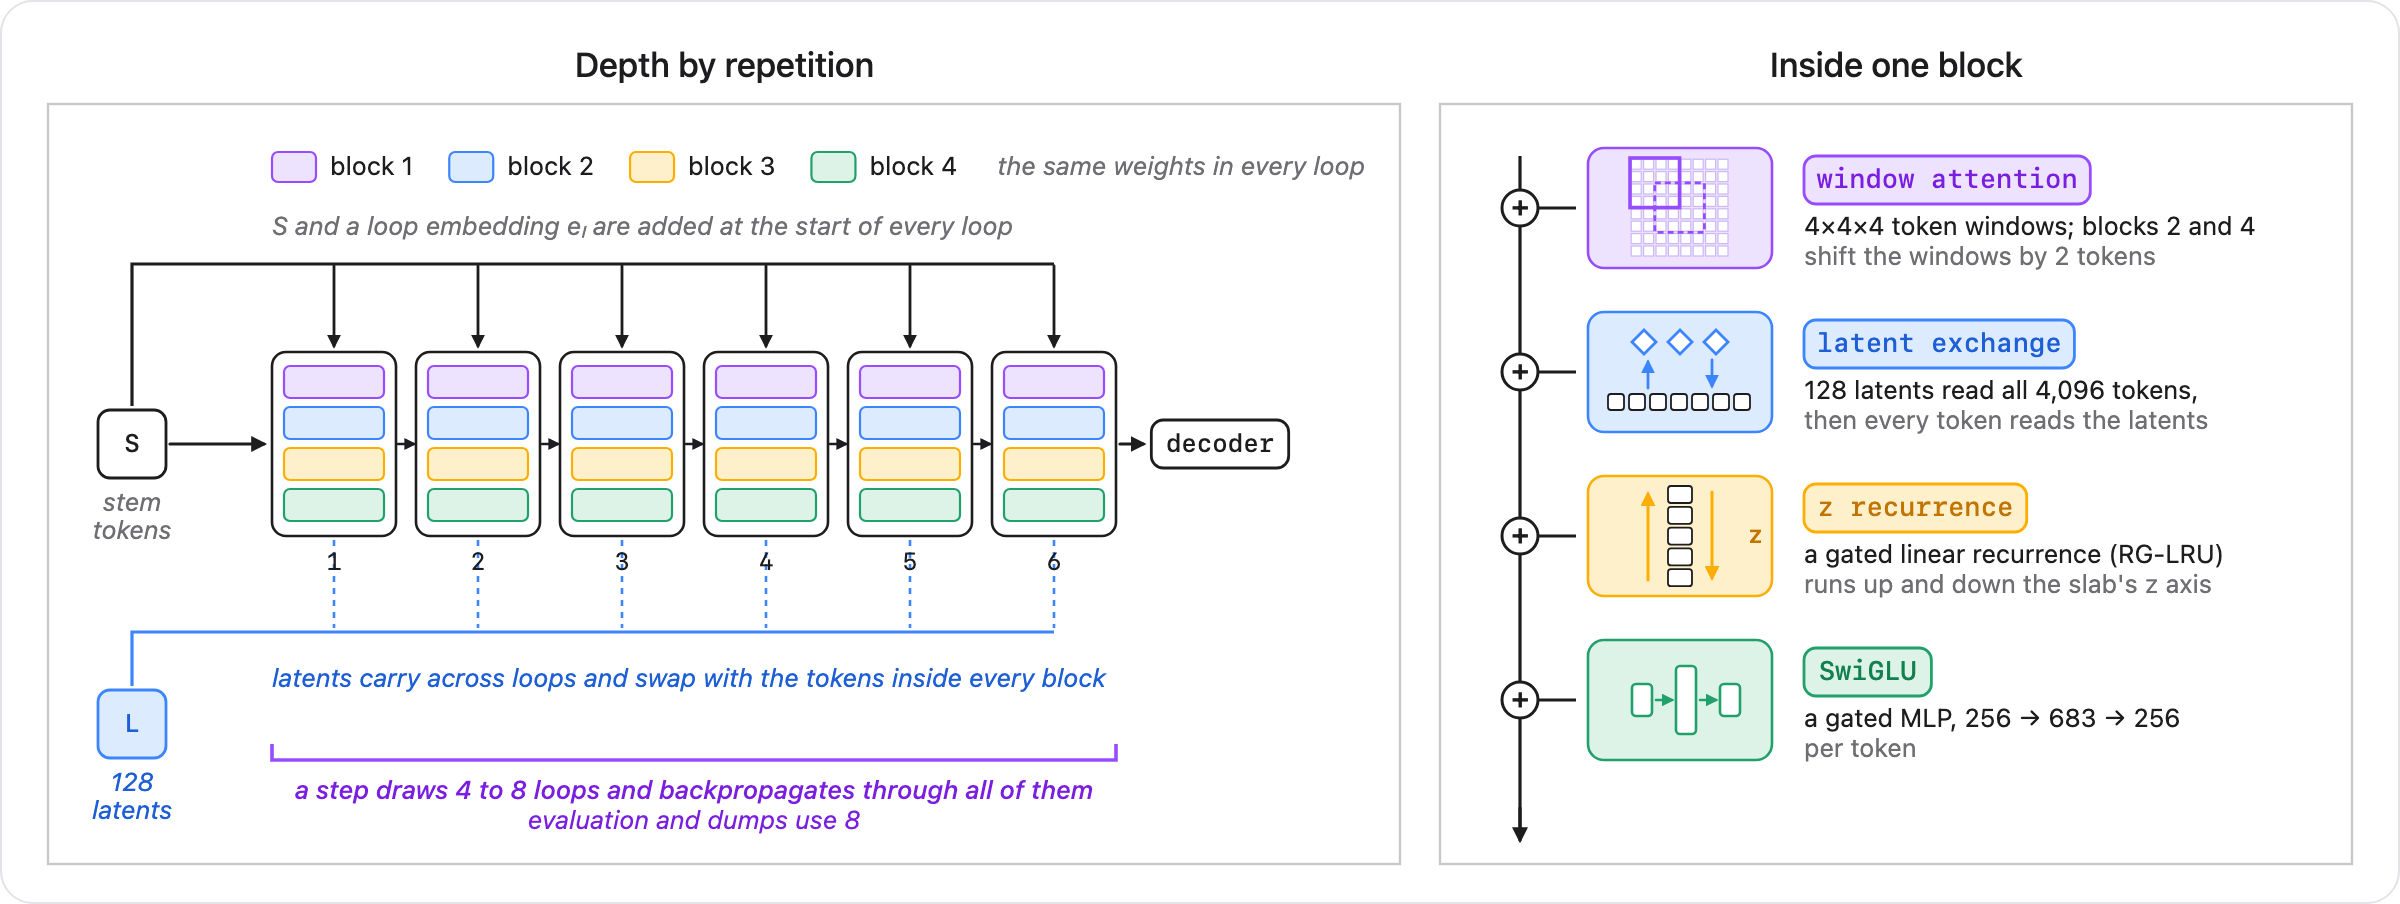 Depth by repetition
block 1
block 2
block 3
block 4
the same weights in every loop
S and a loop embedding eₗ are added at the start of every loop
S
stem
tokens
1
2
3
4
5
6
decoder
latents carry across loops and swap with the tokens inside every block
L
128
latents
a step draws 4 to 8 loops and backpropagates through all of them
evaluation and dumps use 8
Inside one block
window attention
4×4×4 token windows; blocks 2 and 4
shift the windows by 2 tokens
latent exchange
128 latents read all 4,096 tokens,
then every token reads the latents
z
z recurrence
a gated linear recurrence (RG-LRU)
runs up and down the slab's z axis
SwiGLU
a gated MLP, 256 → 683 → 256
per token